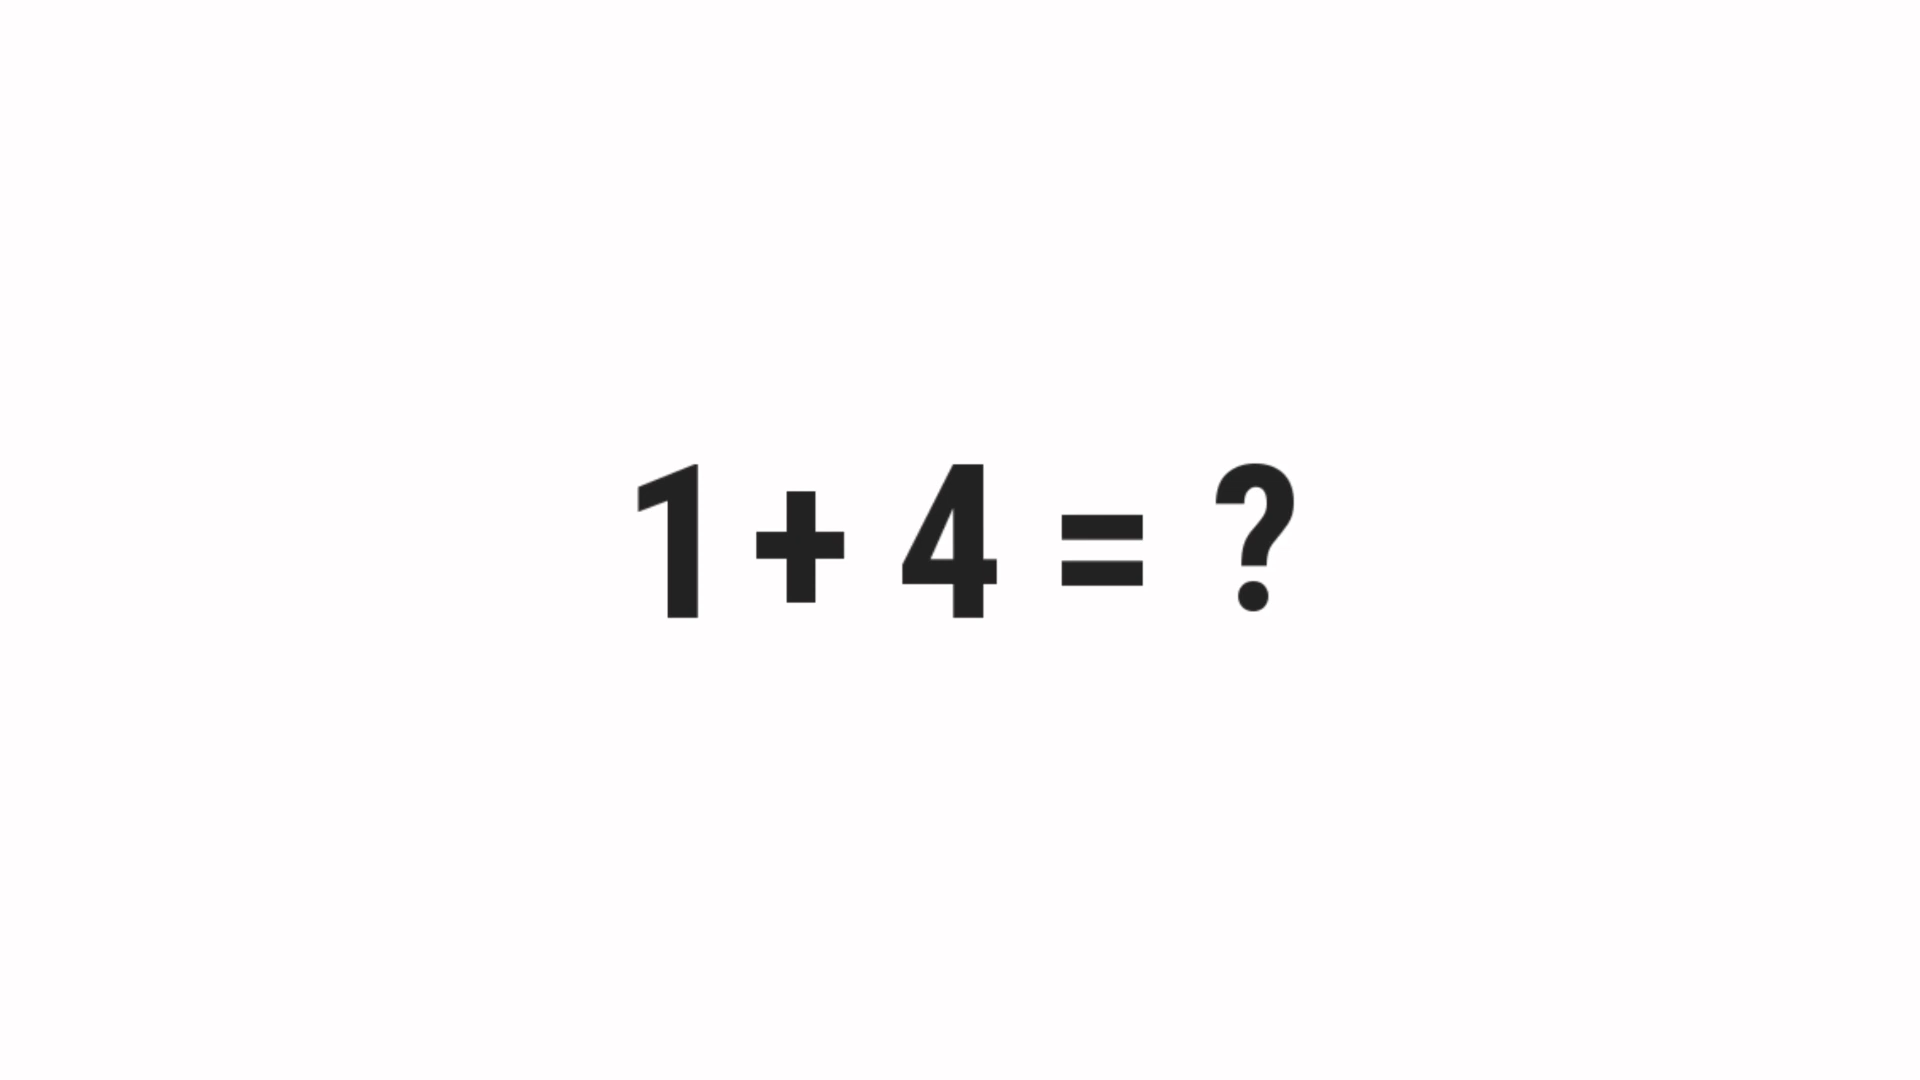 1 + 4 = ?